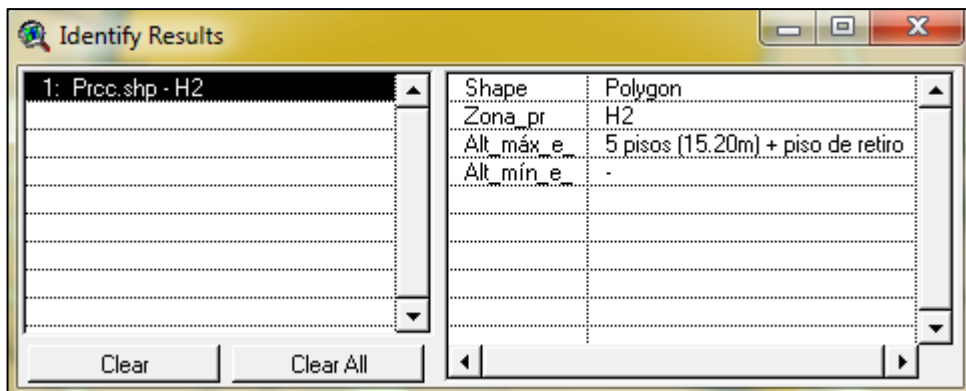 Identify Results
1: Prcc.shp - H2
Shape Polygon
Zona_pr H2
Alt_máx_e_ 5 pisos (15.20m) + piso de retiro
Alt_mín_e_ -
Clear Clear All